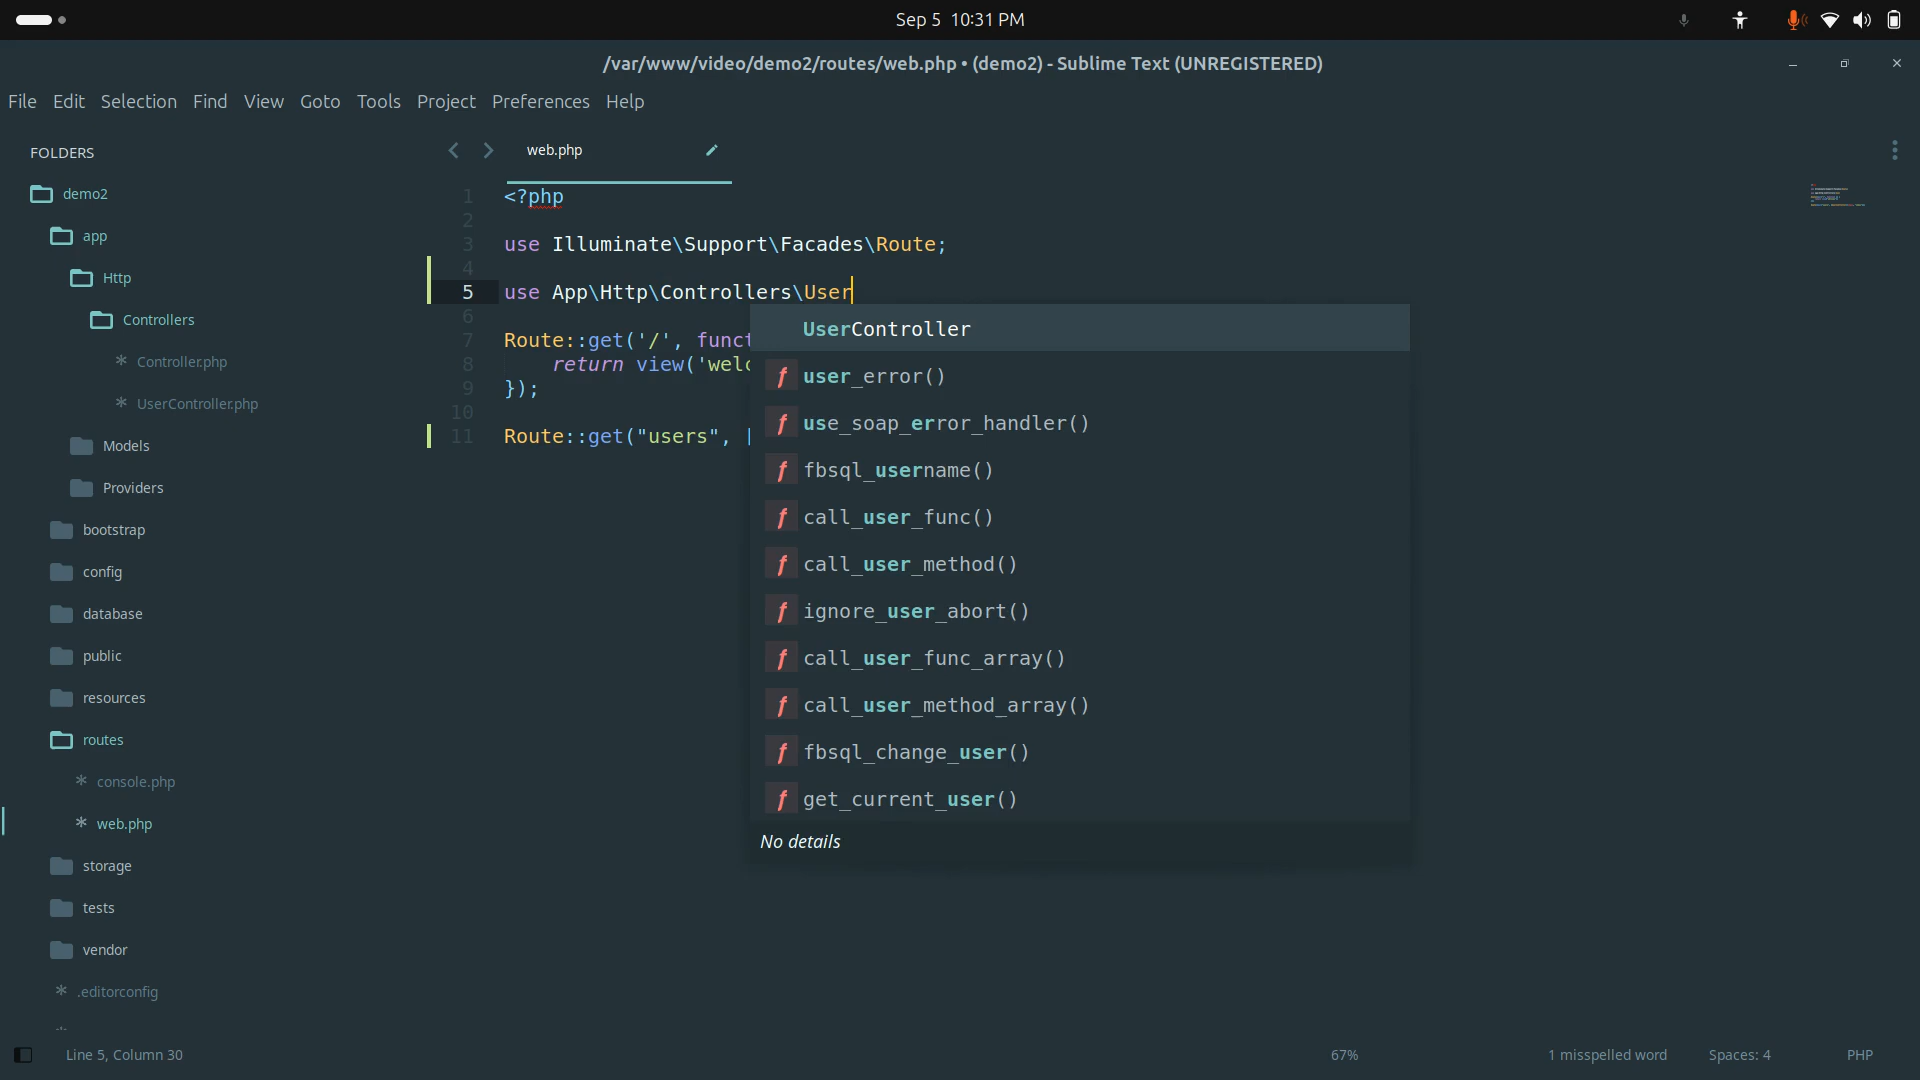 Sep 5 10:31 PM
/var/www/video/demo2/routes/web.php • (demo2) - Sublime Text (UNREGISTERED)
File Edit Selection Find View Goto Tools Project Preferences Help
FOLDERS
demo2
app
Http
Controllers
* Controller.php
* UserController.php
Models
Providers
bootstrap
config
database
public
resources
routes
* console.php
* web.php
storage
tests
vendor
* .editorconfig
web.php
1 <?php
2
3 use Illuminate\Support\Facades\Route;
4
5 use App\Http\Controllers\User
6
7 Route::get('/', funct
8 return view('welc
9 });
10
11 Route::get("users", [
UserController
f user_error()
f use_soap_error_handler()
f fbsql_username()
f call_user_func()
f call_user_method()
f ignore_user_abort()
f call_user_func_array()
f call_user_method_array()
f fbsql_change_user()
f get_current_user()
No details
Line 5, Column 30
67%
1 misspelled word
Spaces: 4
PHP